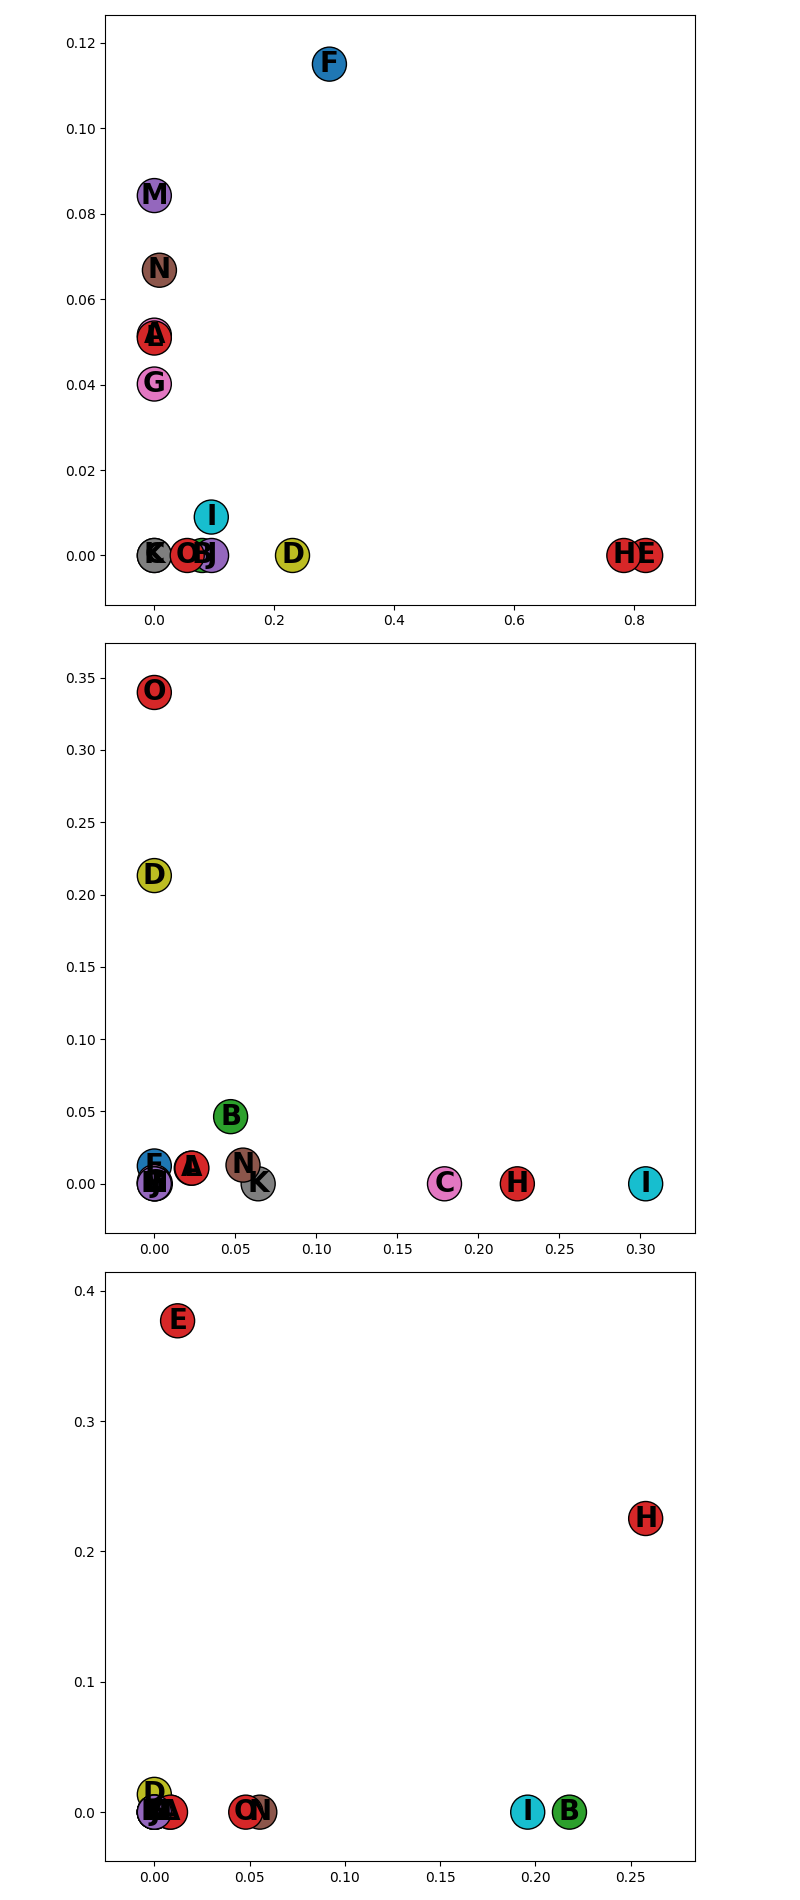 0.12
F
0.10
M
0.08
N
0.06
A
0.04
G
0.02
I
0.00
K O J D H E
0.0 0.2 0.4 0.6 0.8
0.35
O
0.30
0.25
D
0.20
0.15
0.10
0.05
B
F
N
0.00
K C H I
0.00 0.05 0.10 0.15 0.20 0.25 0.30
0.4
E
0.3
H
0.2
0.1
D
0.0
A O N I B
0.00 0.05 0.10 0.15 0.20 0.25